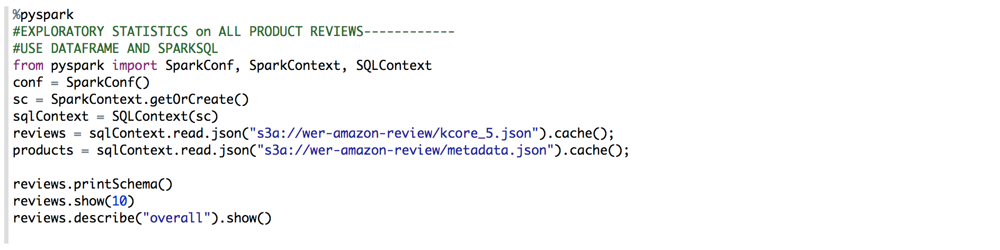 %pyspark
#EXPLORATORY STATISTICS on ALL PRODUCT REVIEWS------------
#USE DATAFRAME AND SPARKSQL
from pyspark import SparkConf, SparkContext, SQLContext
conf = SparkConf()
sc = SparkContext.getOrCreate()
sqlContext = SQLContext(sc)
reviews = sqlContext.read.json("s3a://wer-amazon-review/kcore_5.json").cache();
products = sqlContext.read.json("s3a://wer-amazon-review/metadata.json").cache();
reviews.printSchema()
reviews.show(10)
reviews.describe("overall").show()